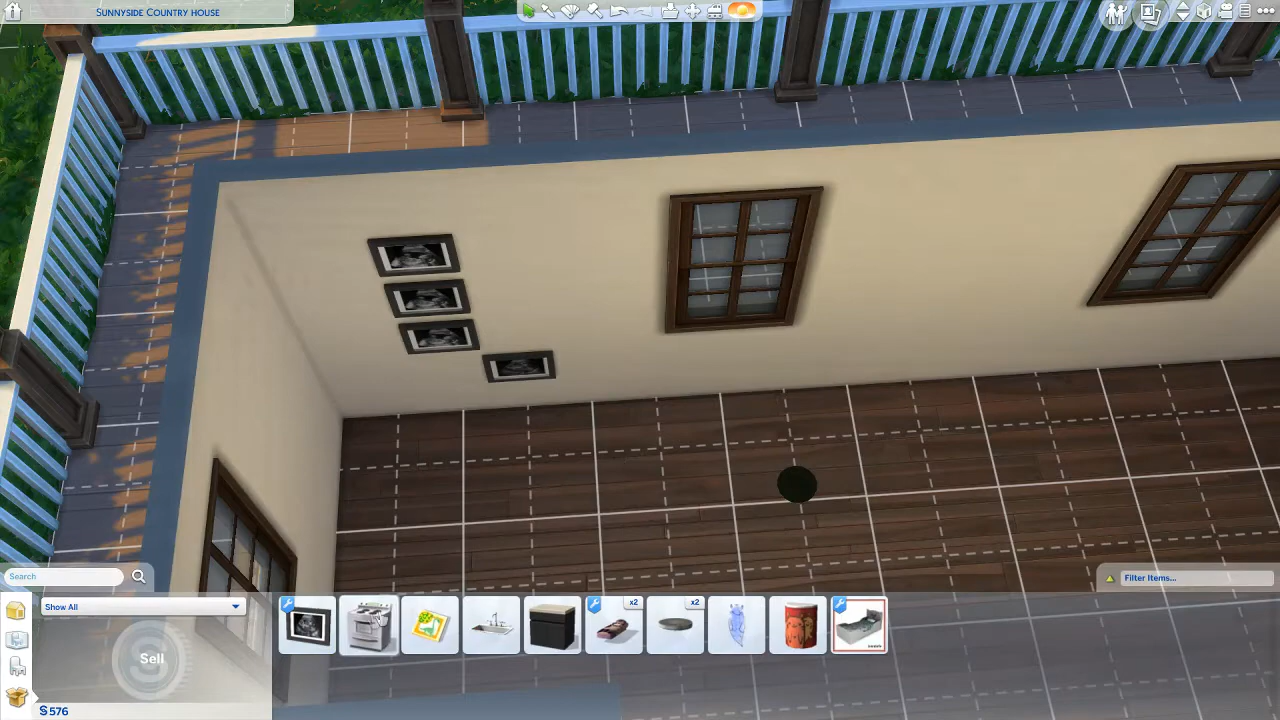 SUNNYSIDE COUNTRY HOUSE
Search
Filter Items...
Show All
x2
x2
Sell
§576